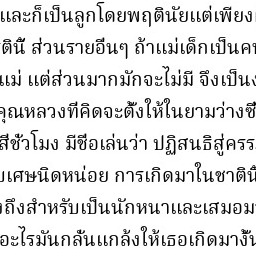 และก็เป็นลูกโดยพฤตินัยแต่เพียง
ตินี้ ส่วนรายอื่นๆ ถ้าแม่เด็กเป็นค
แม่ แต่ส่วนมากมักจะไม่มี จึงเป็น
คุณหลวงที่คิดจะตั้งให้ในยามว่างซึ่
สี่ชั่วโมง มีชื่อเล่นว่า ปฏิสนธิสู่ครร
เศษนิดหน่อย การเกิดมาในชาตินี้
ถึงสำหรับเป็นนักหนาและเสมอม
อะไรมันกลั่นแกล้งให้เธอเกิดมาง